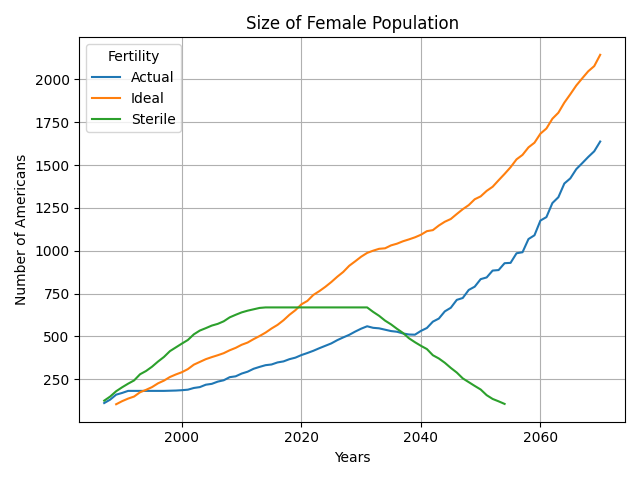 Size of Female Population
Fertility
Actual
Ideal
Sterile
2000
1750
1500
1250
1000
750
500
250
Number of Americans
2000 2020 2040 2060
Years